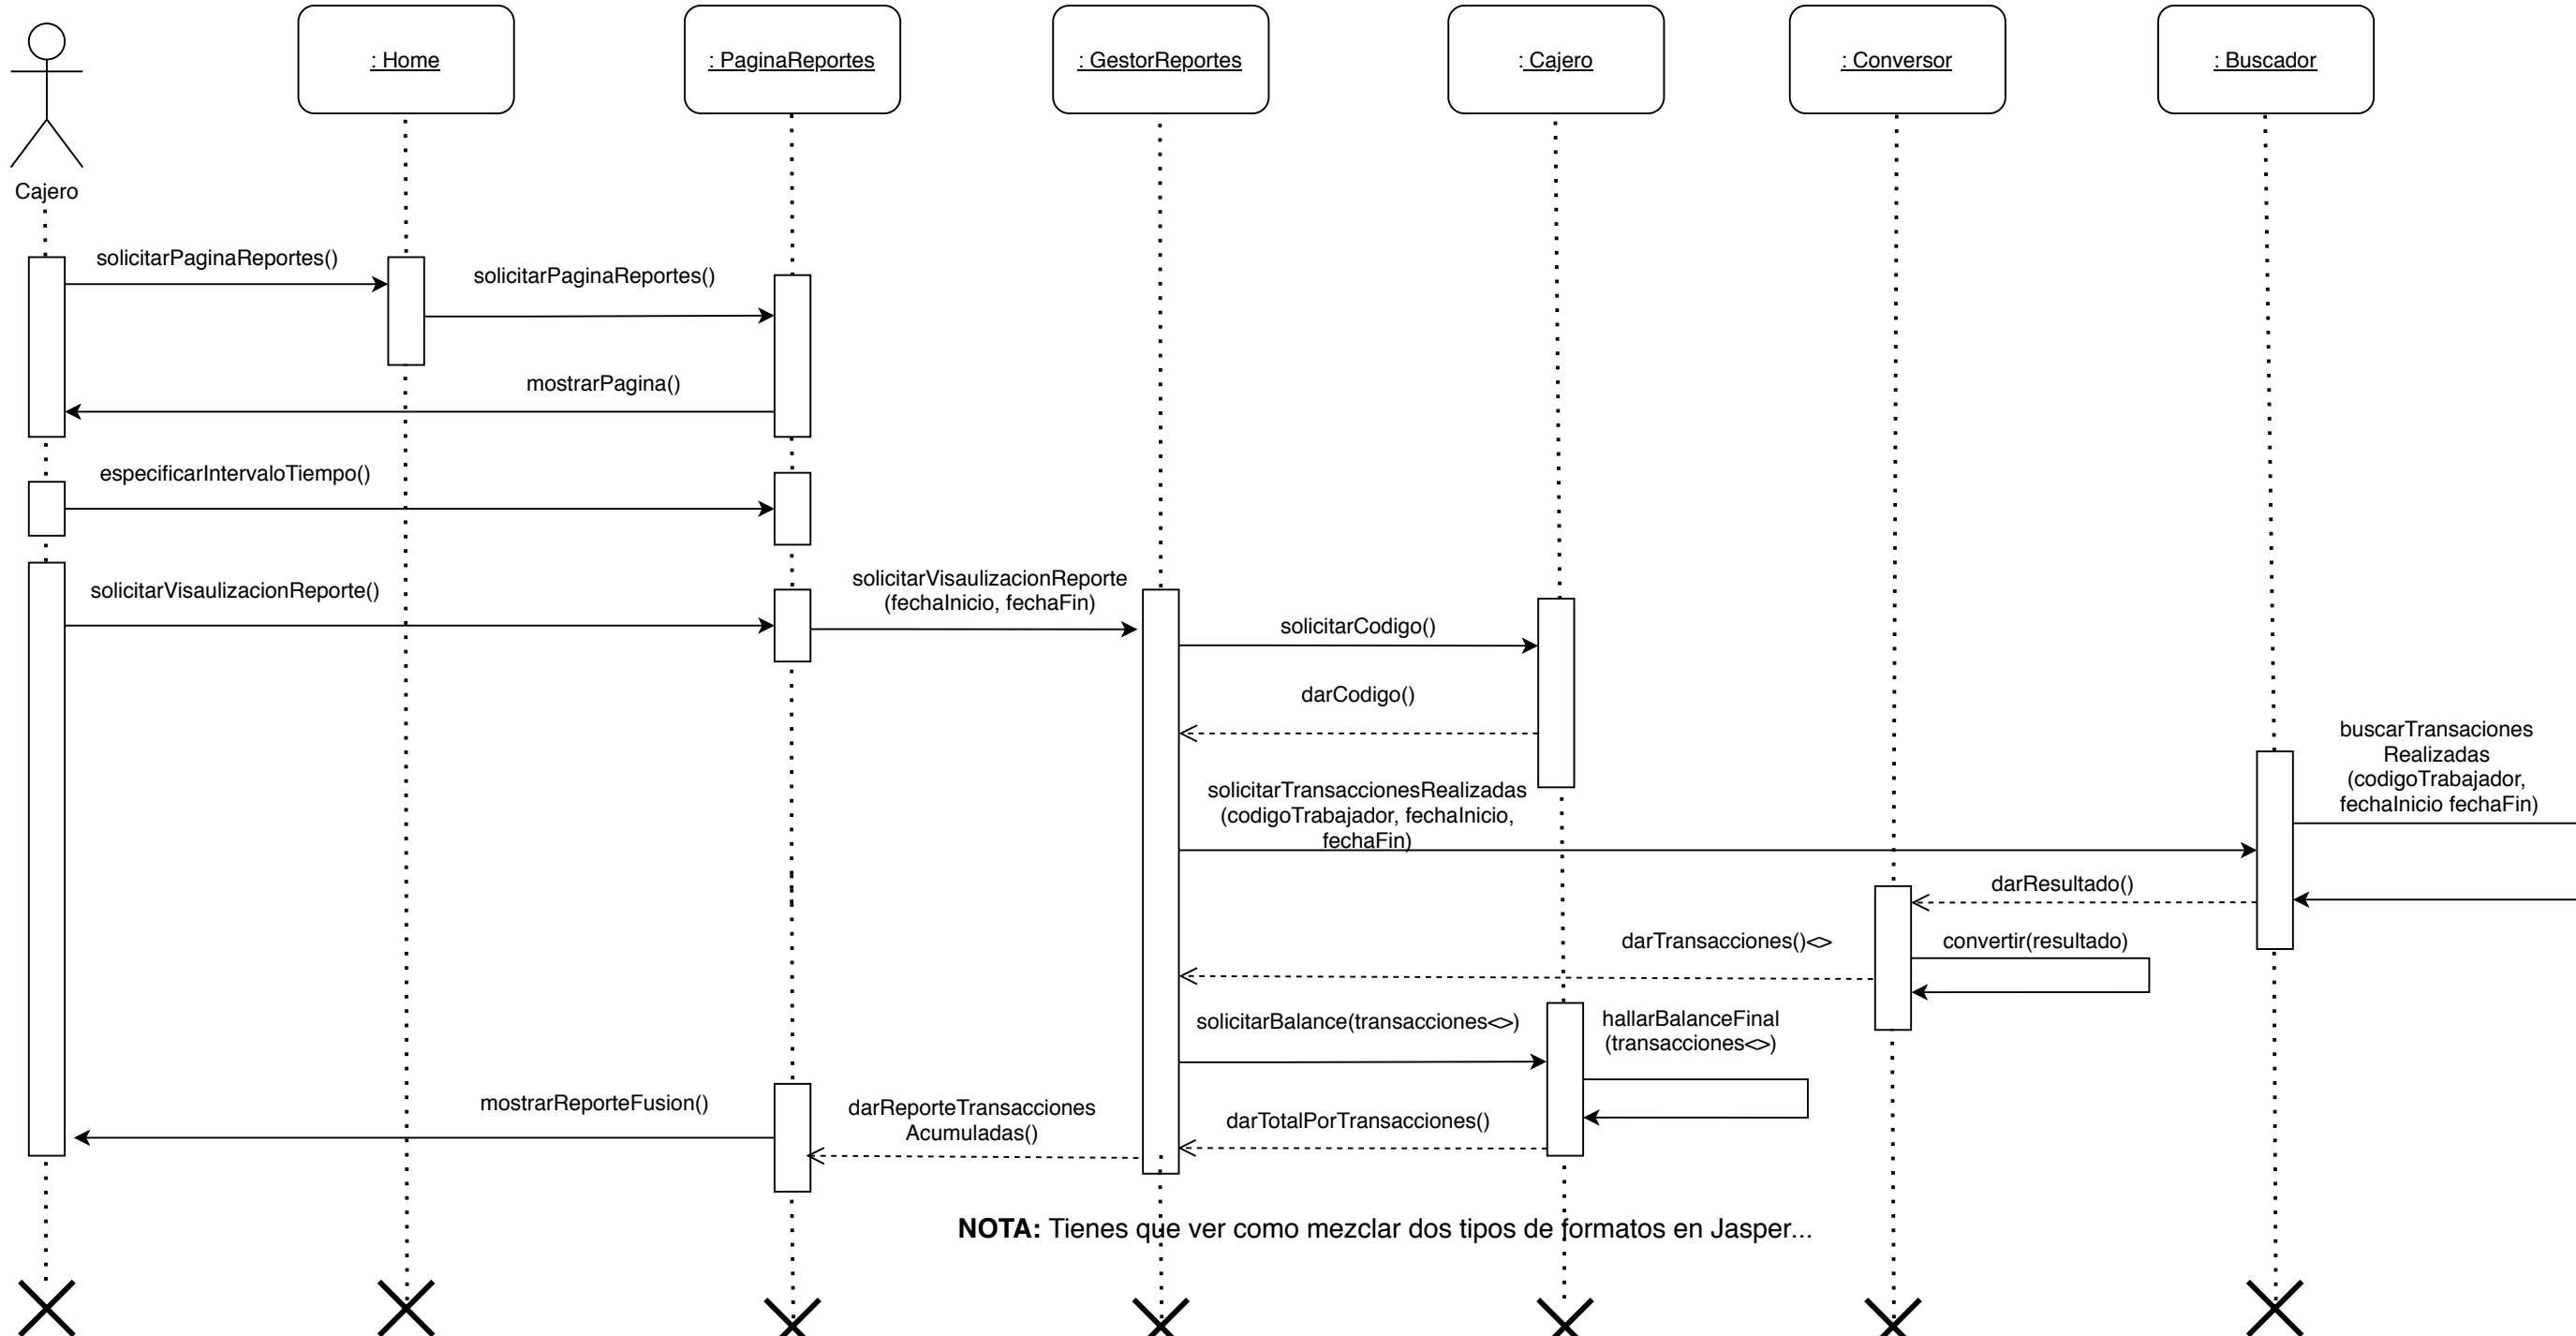 : Home
: PaginaReportes
: GestorReportes
: Cajero
: Conversor
: Buscador
Cajero
solicitarPaginaReportes()
solicitarPaginaReportes()
mostrarPagina()
especificarIntervaloTiempo()
solicitarVisaulizacionReporte()
solicitarVisaulizacionReporte
(fechaInicio, fechaFin)
solicitarCodigo()
darCodigo()
buscarTransaciones
Realizadas
(codigoTrabajador,
fechaInicio fechaFin)
solicitarTransaccionesRealizadas
(codigoTrabajador, fechaInicio,
fechaFin)
darResultado()
darTransacciones()<>
convertir(resultado)
solicitarBalance(transacciones<>)
hallarBalanceFinal
(transacciones<>)
mostrarReporteFusion()
darReporteTransacciones
Acumuladas()
darTotalPorTransacciones()
NOTA: Tienes que ver como mezclar dos tipos de formatos en Jasper...